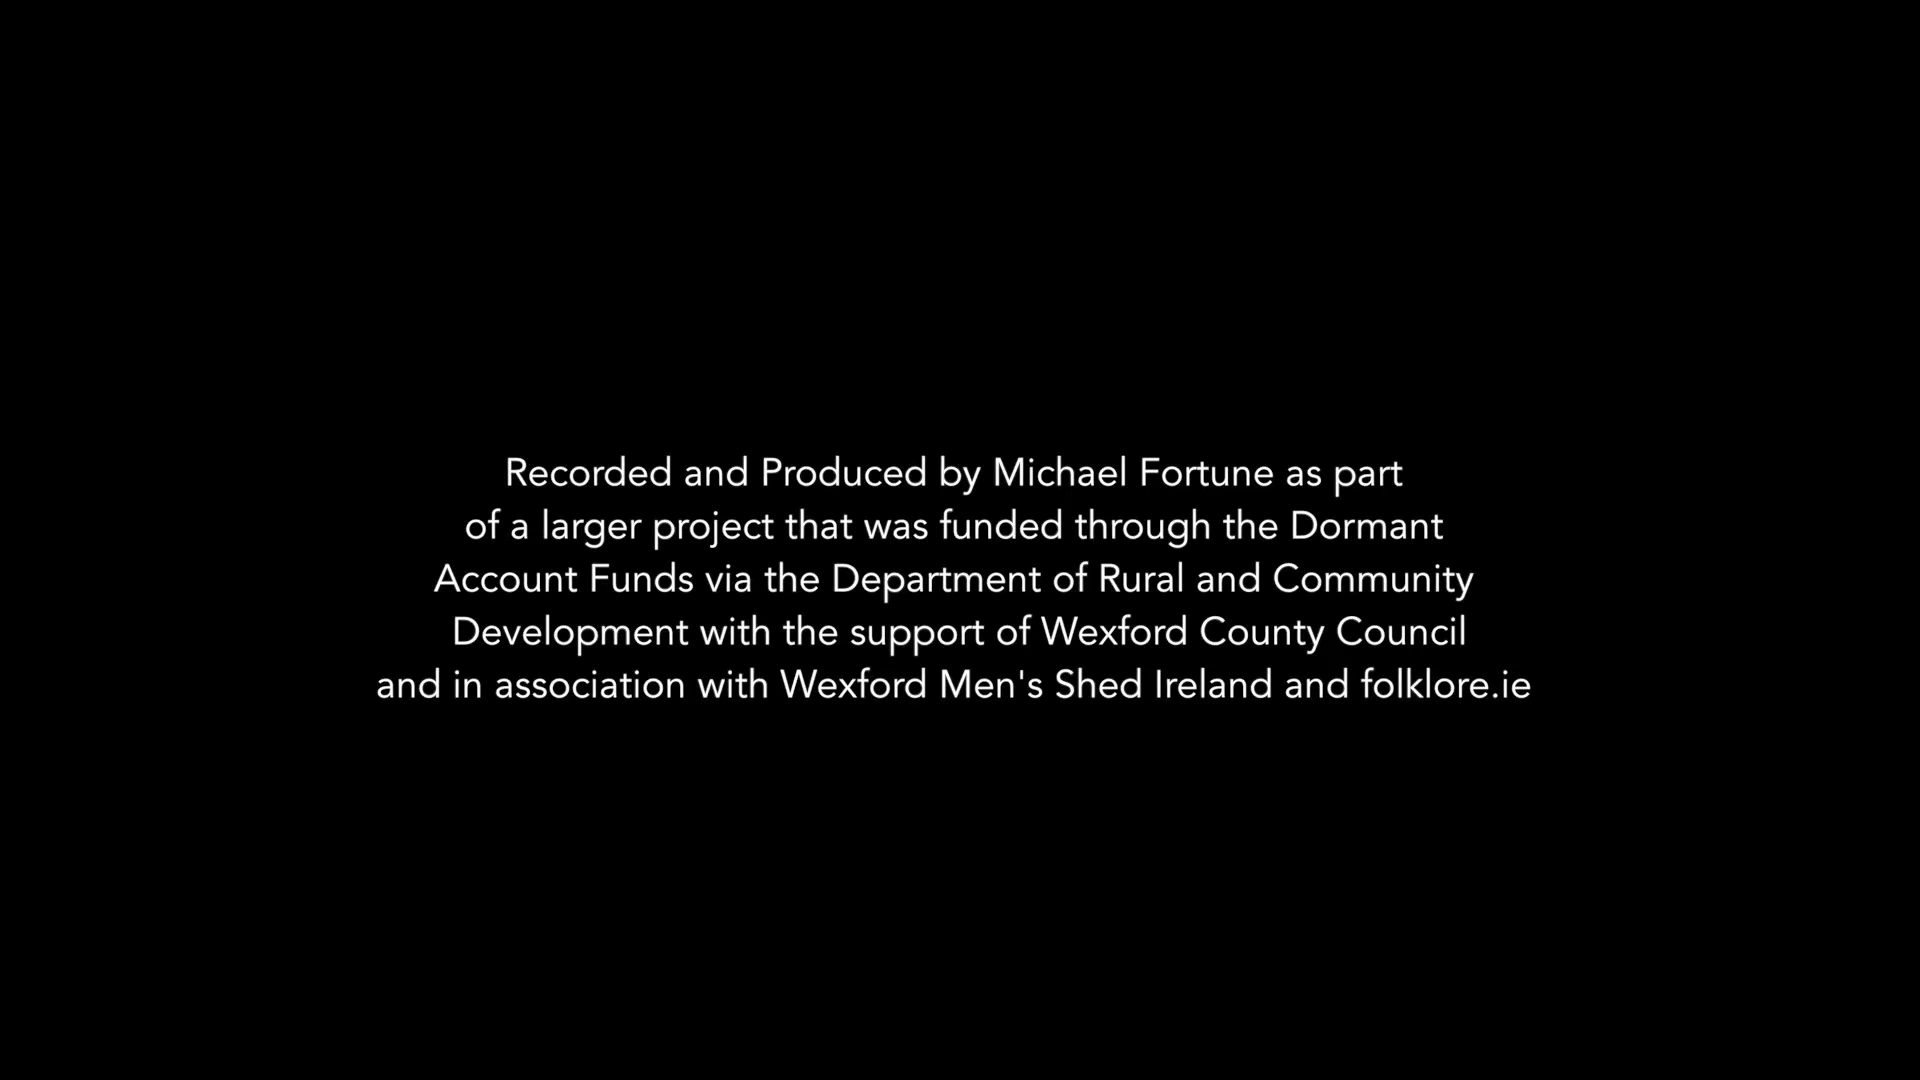 Recorded and Produced by Michael Fortune as part
of a larger project that was funded through the Dormant
Account Funds via the Department of Rural and Community
Development with the support of Wexford County Council
and in association with Wexford Men's Shed Ireland and folklore.ie